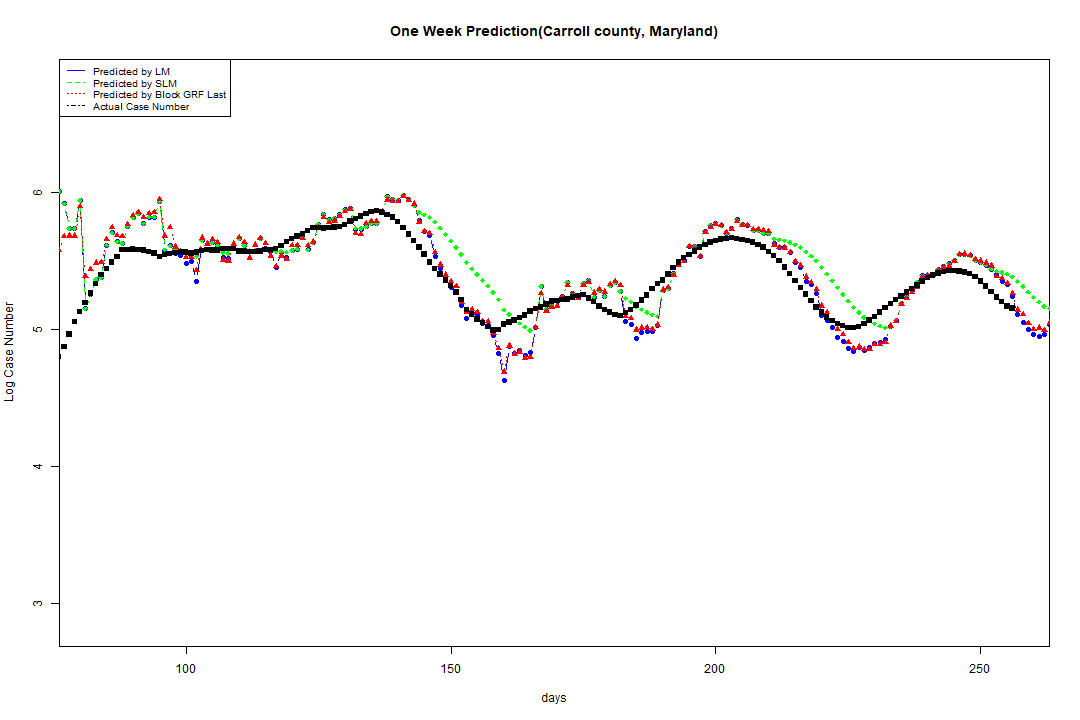 One Week Prediction(Carroll county, Maryland)
Predicted by LM
Predicted by SLM
Predicted by Block GRF Last
Actual Case Number
6
5
4
3
Log Case Number
100 150 200 250
days